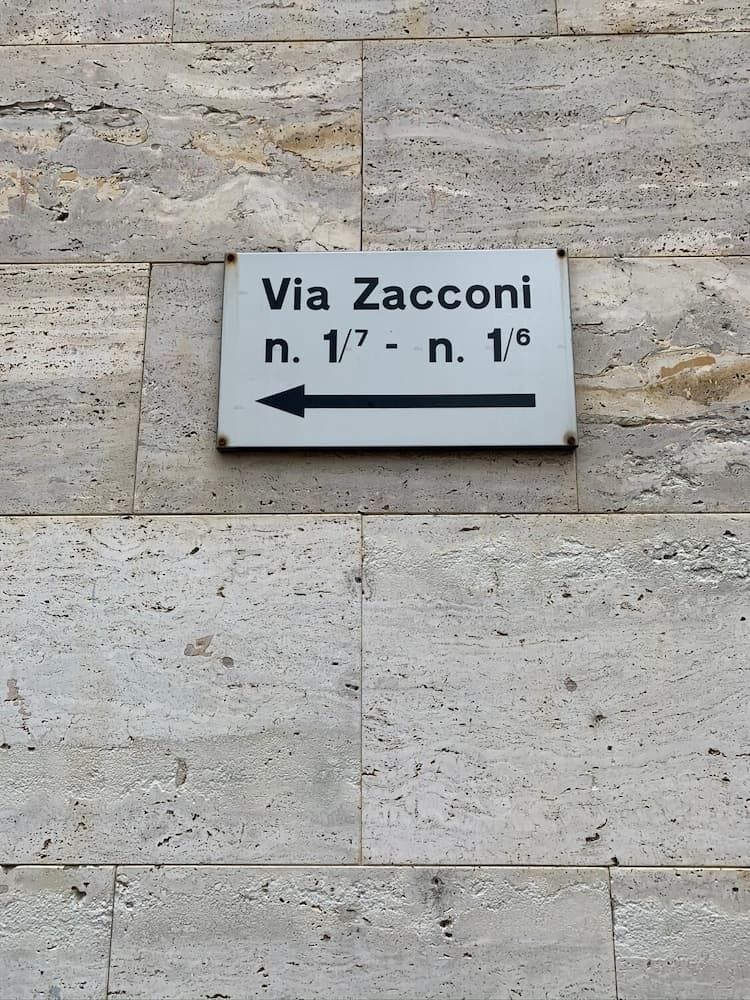 Via Zacconi
n. 1/⁷ - n. 1/⁶